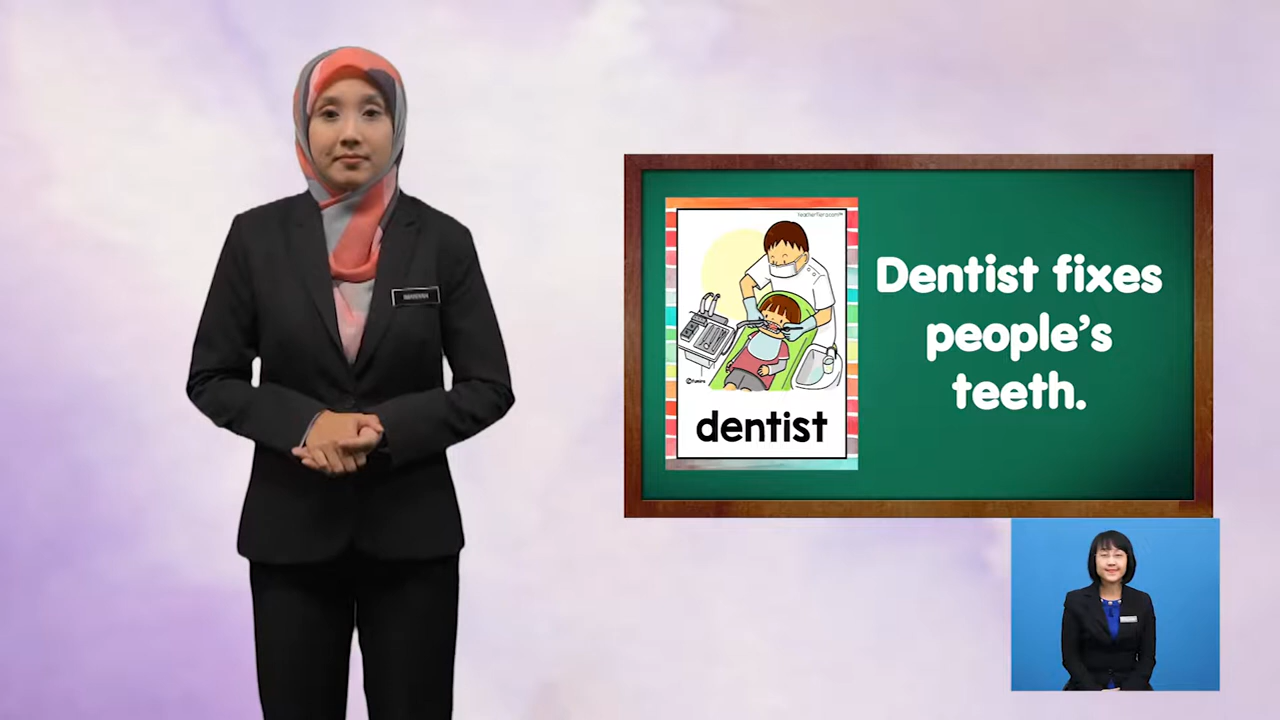 dentist
Dentist fixes
people's
teeth.